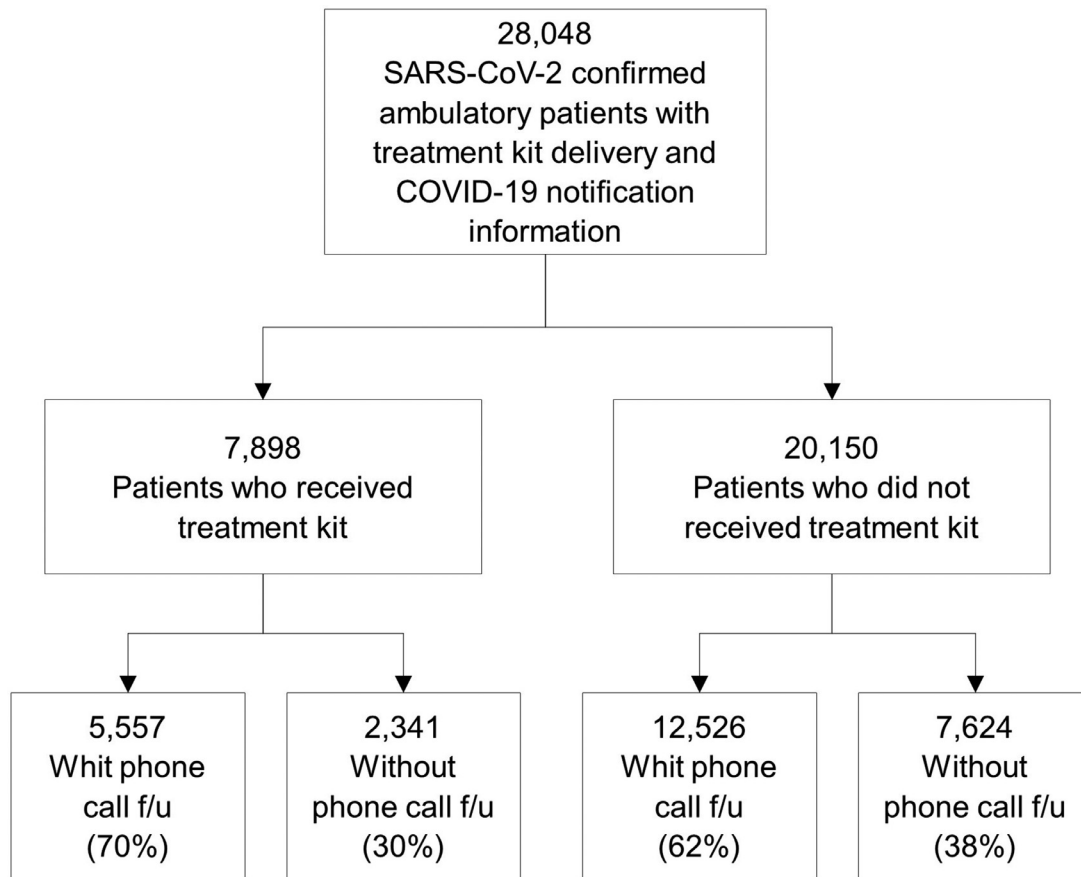 28,048
SARS-CoV-2 confirmed
ambulatory patients with
treatment kit delivery and
COVID-19 notification
information
7,898
Patients who received
treatment kit
20,150
Patients who did not
received treatment kit
5,557
Whit phone
call f/u
(70%)
2,341
Without
phone call f/u
(30%)
12,526
Whit phone
call f/u
(62%)
7,624
Without
phone call f/u
(38%)